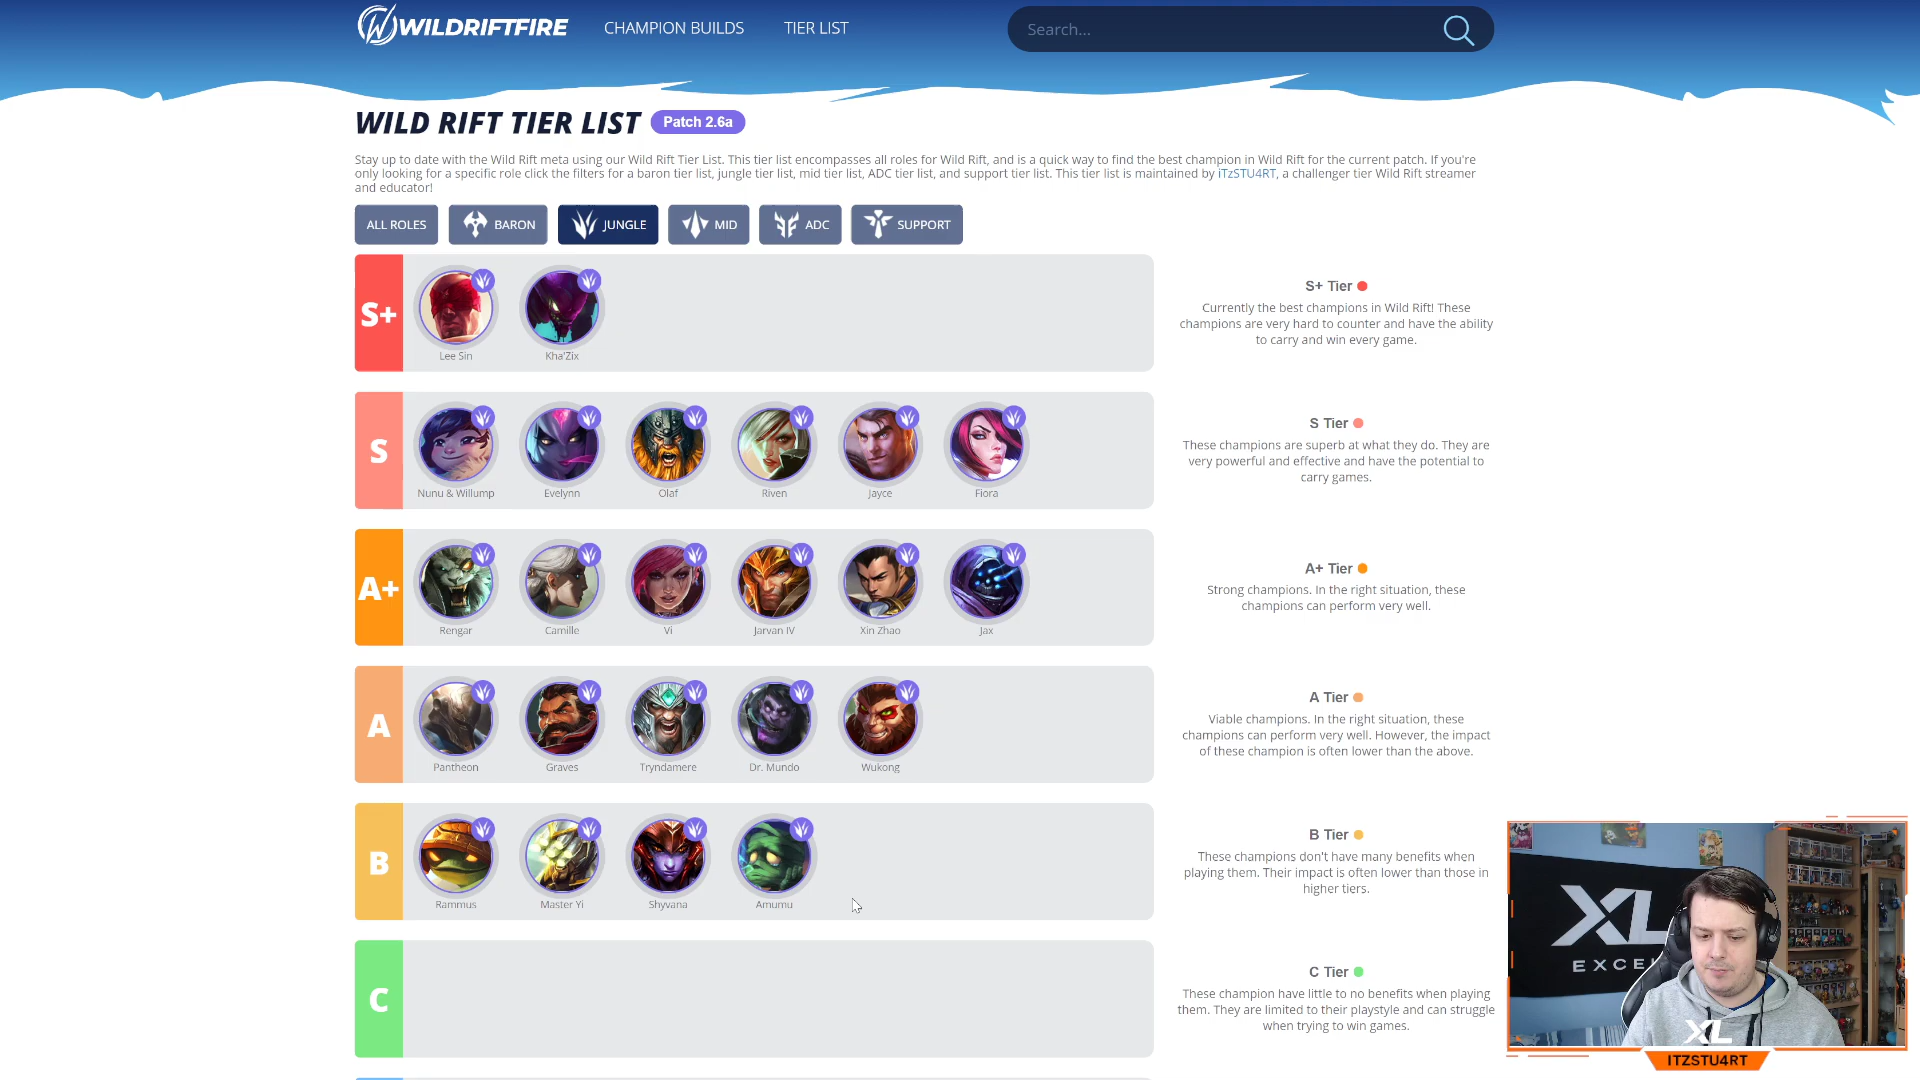 WILDRIFTFIRE
CHAMPION BUILDS
TIER LIST
Search...
WILD RIFT TIER LIST
Patch 2.6a
Stay up to date with the Wild Rift meta using our Wild Rift Tier List. This tier list encompasses all roles for Wild Rift, and is a quick way to find the best champion in Wild Rift for the current patch. If you're
only looking for a specific role click the filters for a baron tier list, jungle tier list, mid tier list, ADC tier list, and support tier list. This tier list is maintained by iTzSTU4RT, a challenger tier Wild Rift streamer
and educator!
ALL ROLES
BARON
JUNGLE
MID
ADC
SUPPORT
S+
Lee Sin
Kha'Zix
S+ Tier
Currently the best champions in Wild Rift! These
champions are very hard to counter and have the ability
to carry and win every game.
S
Nunu & Willump
Evelynn
Olaf
Riven
Jayce
Fiora
S Tier
These champions are superb at what they do. They are
very powerful and effective and have the potential to
carry games.
A+
Rengar
Camille
Vi
Jarvan IV
Xin Zhao
Jax
A+ Tier
Strong champions. In the right situation, these
champions can perform very well.
A
Pantheon
Graves
Tryndamere
Dr. Mundo
Wukong
A Tier
Viable champions. In the right situation, these
champions can perform very well. However, the impact
of these champion is often lower than the above.
B
Rammus
Master Yi
Shyvana
Amumu
B Tier
These champions don't have many benefits when
playing them. Their impact is often lower than those in
higher tiers.
C
C Tier
These champion have little to no benefits when playing
them. They are limited to their playstyle and can struggle
when trying to win games.
XL
EXCEL
XL
ITZSTU4RT